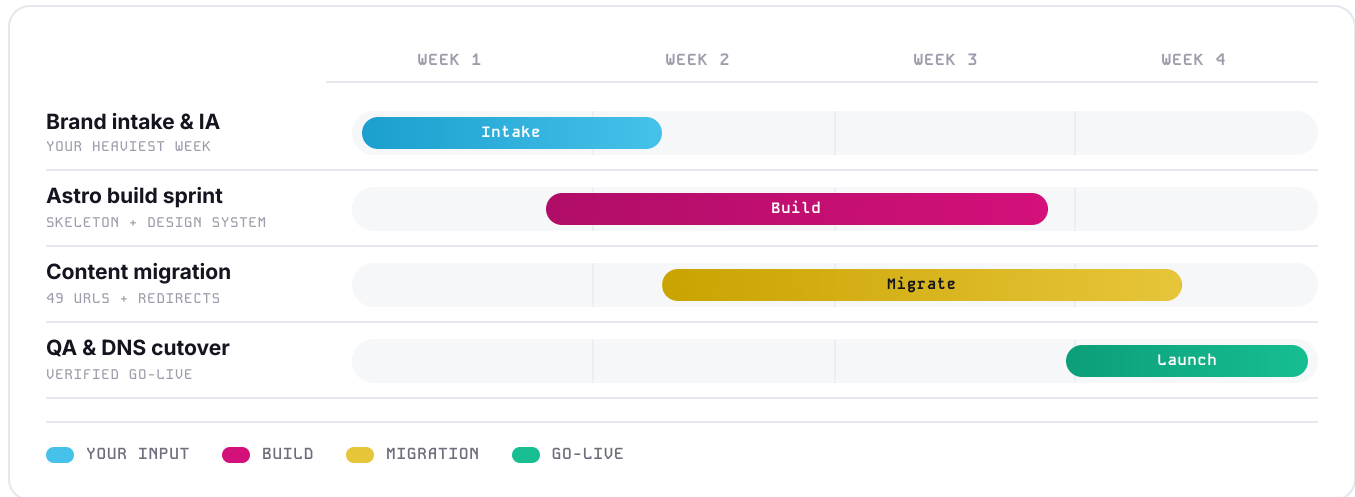 WEEK 1 WEEK 2 WEEK 3 WEEK 4
Brand intake & IA
YOUR HEAVIEST WEEK
Intake
Astro build sprint
SKELETON + DESIGN SYSTEM
Build
Content migration
49 URLS + REDIRECTS
Migrate
QA & DNS cutover
VERIFIED GO-LIVE
Launch
YOUR INPUT BUILD MIGRATION GO-LIVE